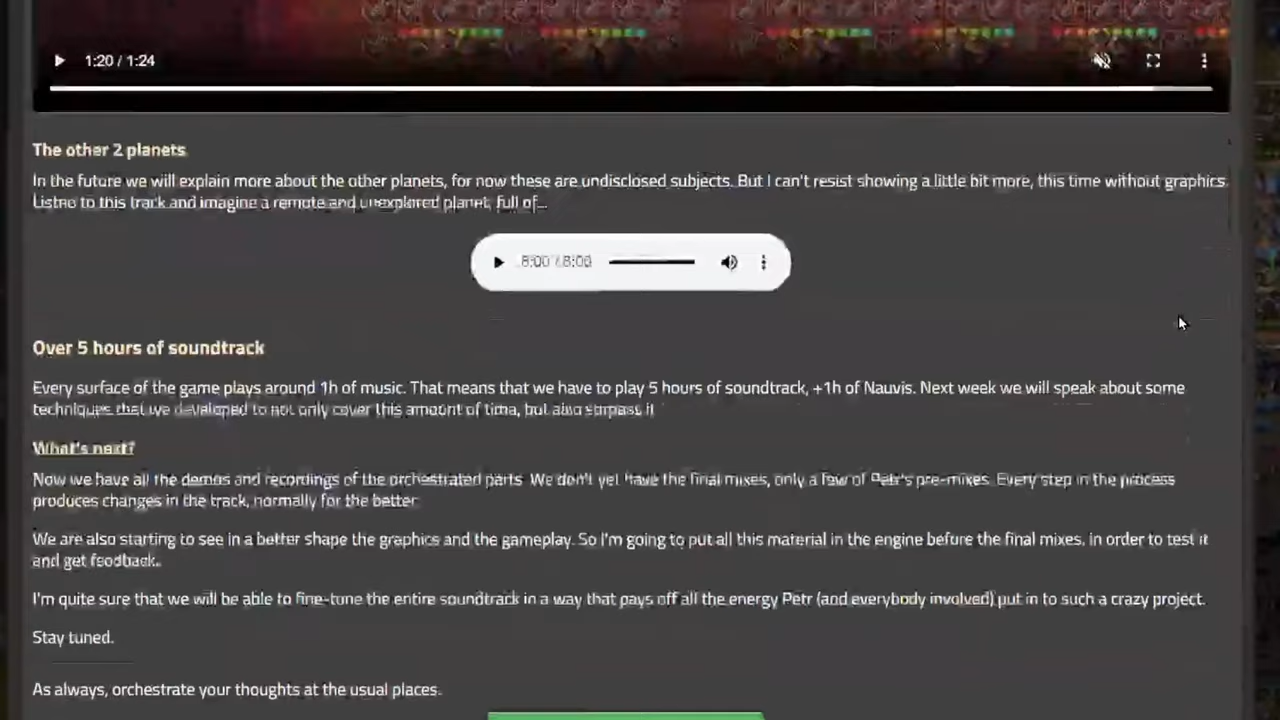 1:20 / 1:24
The other 2 planets
In the future we will explain more about the other planets, for now these are undisclosed subjects. But I can't resist showing a little bit more, this time without graphics.
Listen to this track and imagine a remote and unexplored planet, full of...
8:00 / 8:00
Over 5 hours of soundtrack
Every surface of the game plays around 1h of music. That means that we have to play 5 hours of soundtrack, +1h of Nauvis. Next week we will speak about some
techniques that we developed to not only cover this amount of time, but also surpass it
What's next?
Now we have all the demos and recordings of the orchestrated parts. We don't yet have the final mixes, only a few of Petr's pre-mixes. Every step in the process
produces changes in the track, normally for the better
We are also starting to see in a better shape the graphics and the gameplay. So I'm going to put all this material in the engine before the final mixes, in order to test it
and get feedback.
I'm quite sure that we will be able to fine-tune the entire soundtrack in a way that pays off all the energy Petr (and everybody involved) put in to such a crazy project.
Stay tuned.
As always, orchestrate your thoughts at the usual places.